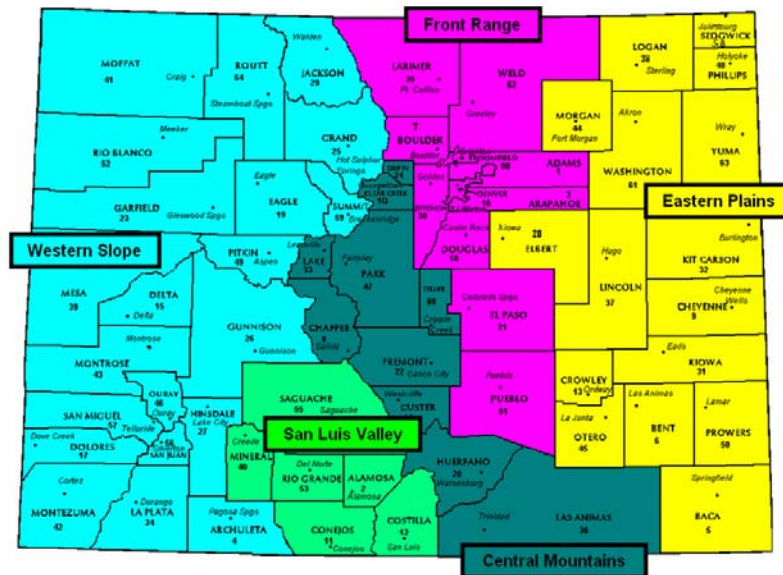 Front Range
Western Slope
Eastern Plains
San Luis Valley
Central Mountains
MOFFAT
41
Craig
ROUTT
54
Steamboat Spgs
Walden
JACKSON
29
LARIMER
35
Ft. Collins
WELD
62
Greeley
LOGAN
38
Sterling
Julesburg
SEDGWICK
Holyoke
48
PHILLIPS
MORGAN
44
Fort Morgan
Akron
WASHINGTON
61
Wray
YUMA
63
Meeker
RIO BLANCO
52
GRAND
25
Hot Sulphur
Springs
7
BOULDER
Boulder
BROOMFIELD
ADAMS
1
DENVER
16
3
ARAPAHOE
GARFIELD
23
Glenwood Spgs
Eagle
EAGLE
19
SUMMIT
59
Breckenridge
CLEAR CREEK
10
Golden
30
Castle Rock
DOUGLAS
18
Kiowa
20
ELBERT
PITKIN
49
Aspen
Leadville
LAKE
33
Fairplay
PARK
47
TELLER
60
Cripple
Creek
Colorado Spgs
EL PASO
21
Hugo
LINCOLN
37
Burlington
KIT CARSON
32
Cheyenne
Wells
CHEYENNE
9
MESA
39
DELTA
15
Delta
GUNNISON
26
Gunnison
CHAFFEE
8
Salida
FREMONT
22
Canon City
Montrose
MONTROSE
43
OURAY
46
Ouray
SAN MIGUEL
57
Telluride
HINSDALE
Lake City
27
SAGUACHE
55
Saguache
Westcliffe
CUSTER
Pueblo
PUEBLO
51
CROWLEY
13
Ordway
Eads
KIOWA
31
La Junta
OTERO
45
Las Animas
BENT
6
Lamar
PROWERS
50
Dove Creek
DOLORES
17
SAN JUAN
Creede
MINERAL
40
Del Norte
RIO GRANDE
53
ALAMOSA
2
Alamosa
HUERFANO
28
Walsenburg
Cortez
MONTEZUMA
42
Durango
LA PLATA
34
Pagosa Spgs
ARCHULETA
4
CONEJOS
11
Conejos
COSTILLA
12
San Luis
Trinidad
LAS ANIMAS
36
Springfield
BACA
5